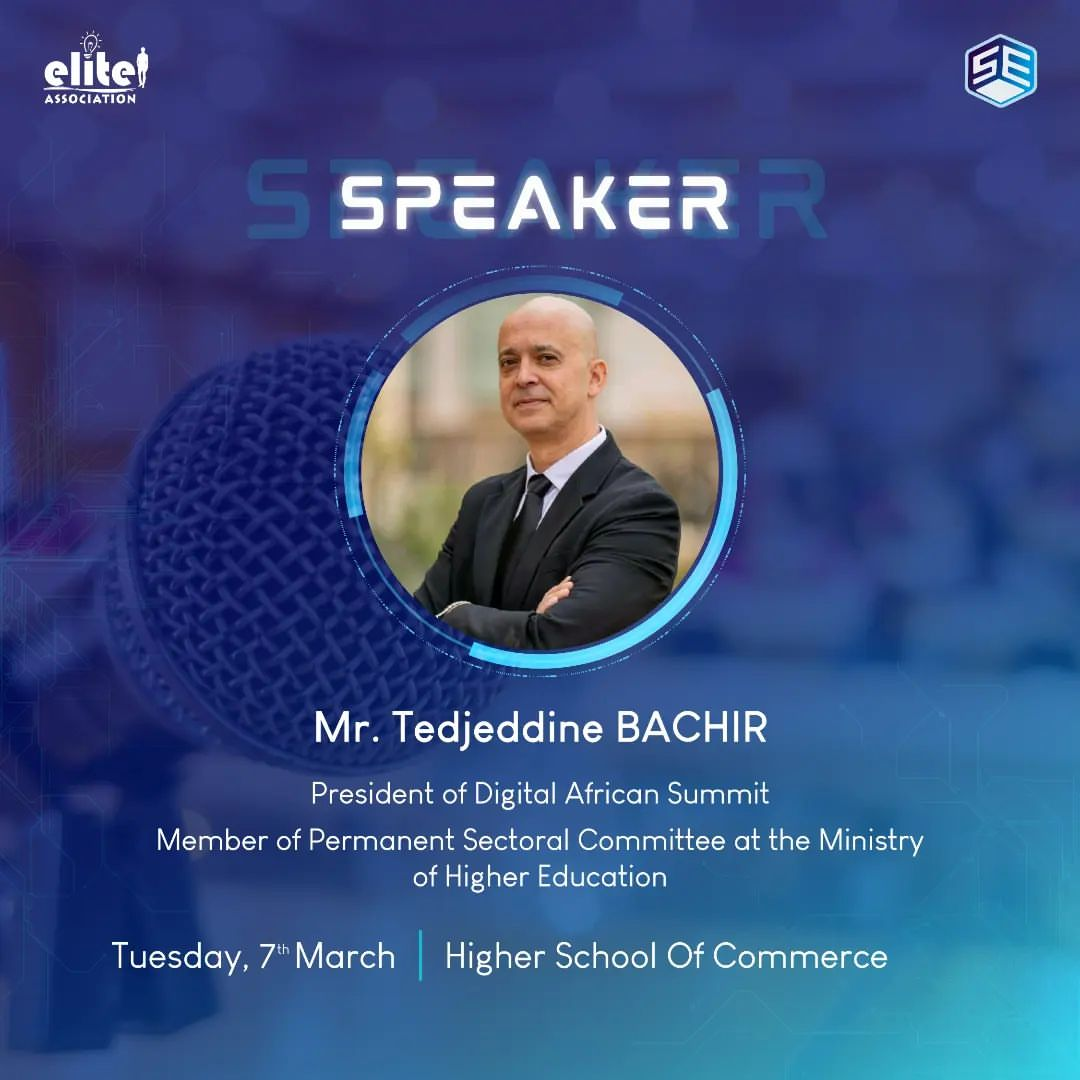 elite
ASSOCIATION
SE
SPEAKER
Mr. Tedjeddine BACHIR
President of Digital African Summit
Member of Permanent Sectoral Committee at the Ministry
of Higher Education
Tuesday, 7th March | Higher School Of Commerce